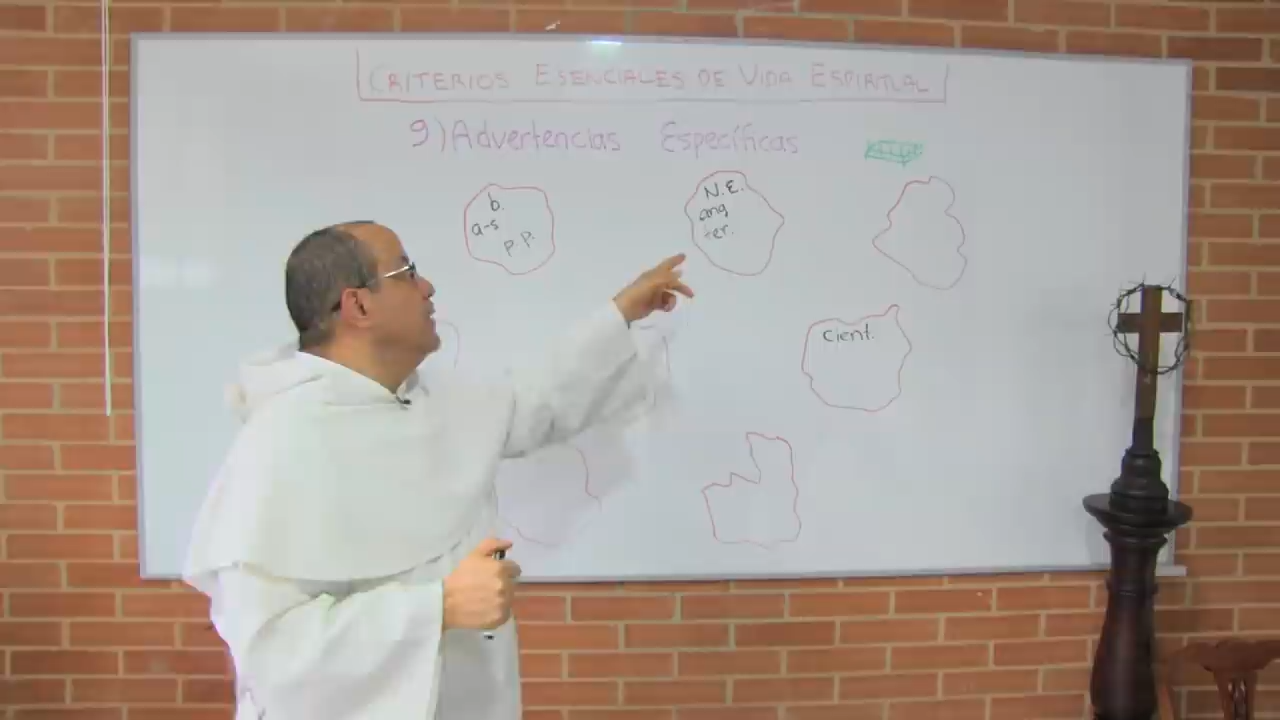 CRITERIOS ESENCIALES DE VIDA ESPIRITUAL
9) Advertencias Específicas
b.
a-s
p.p.
N.E.
ang
ter.
cient.